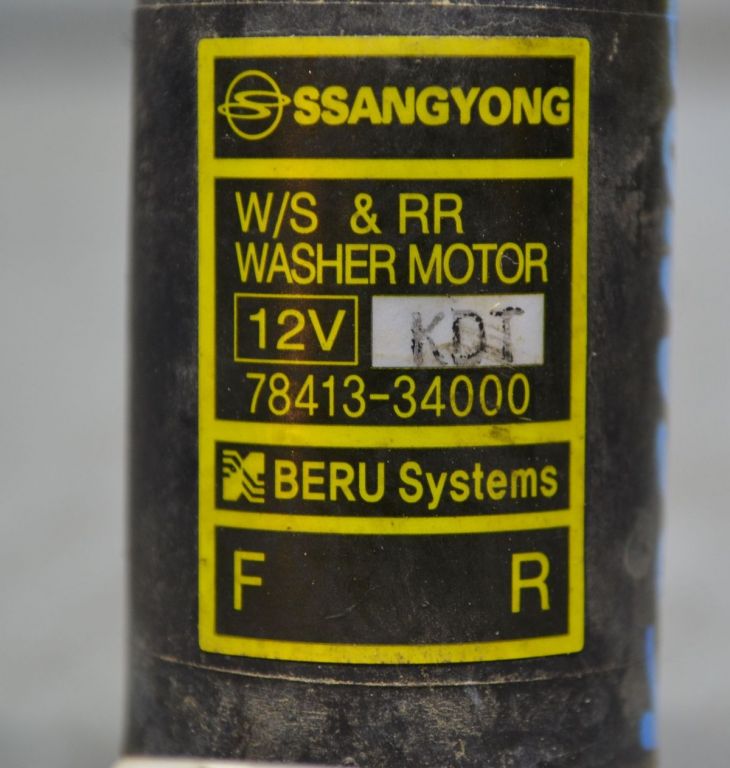 SSANGYONG
W/S & RR
WASHER MOTOR
12V KDT
78413-34000
BERU Systems
F R